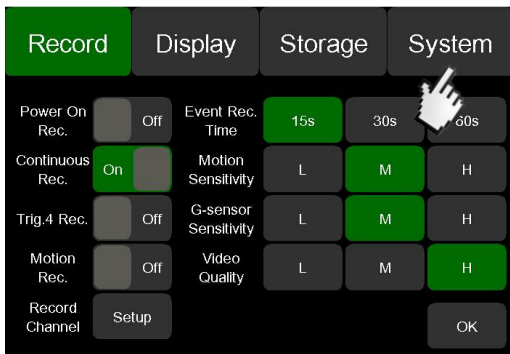 Record Display Storage System
Power On Rec. Off Event Rec. Time 15s 30s 60s
Continuous Rec. On Motion Sensitivity L M H
Trig.4 Rec. Off G-sensor Sensitivity L M H
Motion Rec. Off Video Quality L M H
Record Channel Setup OK